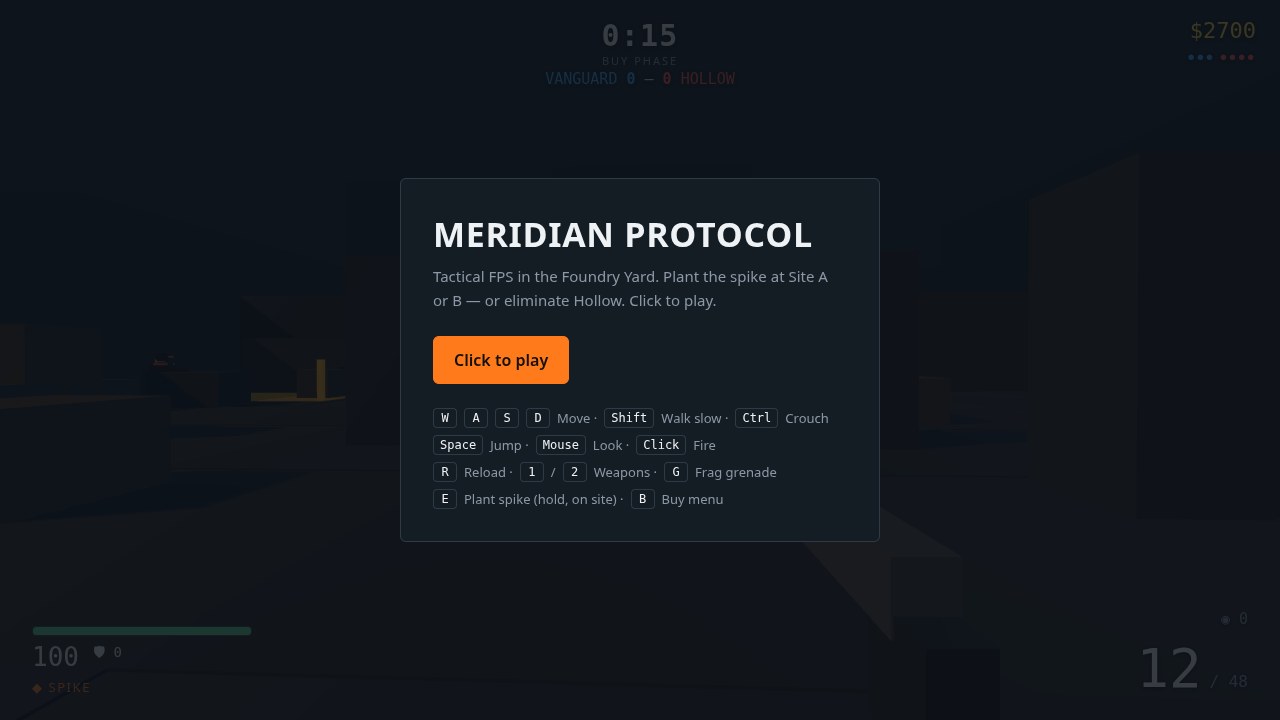 0:15
BUY PHASE
VANGUARD 0 — 0 HOLLOW
$2700
MERIDIAN PROTOCOL
Tactical FPS in the Foundry Yard. Plant the spike at Site A
or B — or eliminate Hollow. Click to play.
Click to play
W A S D Move · Shift Walk slow · Ctrl Crouch
Space Jump · Mouse Look · Click Fire
R Reload · 1 / 2 Weapons · G Frag grenade
E Plant spike (hold, on site) · B Buy menu
100 0
◆ SPIKE
◉ 0
12 / 48